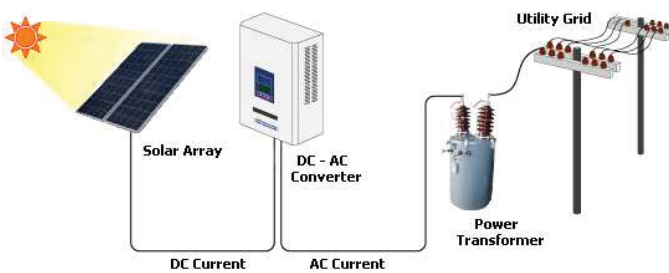 Utility Grid
Solar Array
DC - AC
Converter
Power
Transformer
DC Current
AC Current